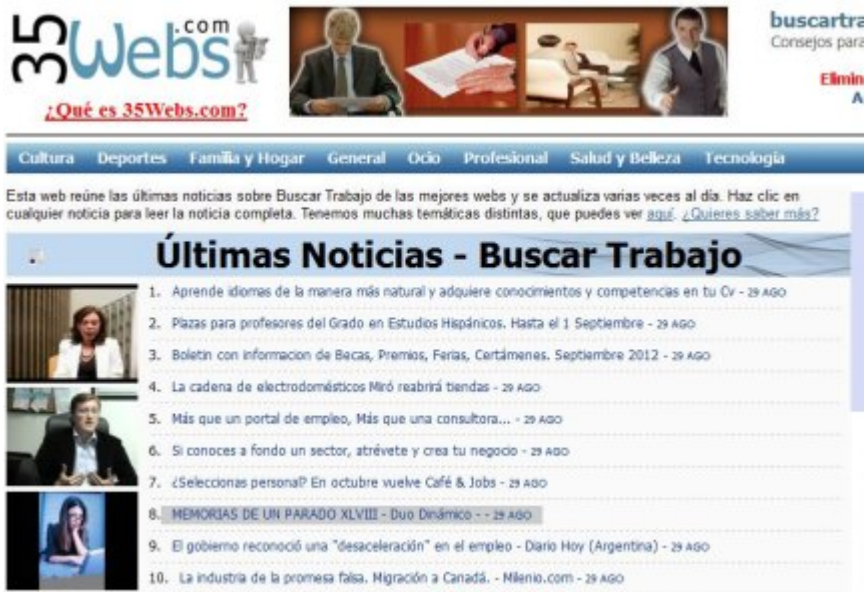 35Webs.com
buscartra
Consejos para
¿Qué es 35Webs.com?
Elimin
A
Cultura Deportes Familia y Hogar General Ocio Profesional Salud y Belleza Tecnología
Esta web reúne las últimas noticias sobre Buscar Trabajo de las mejores webs y se actualiza varias veces al día. Haz clic en
cualquier noticia para leer la noticia completa. Tenemos muchas temáticas distintas, que puedes ver aquí. ¿Quieres saber más?
Últimas Noticias - Buscar Trabajo
1. Aprende idiomas de la manera más natural y adquiere conocimientos y competencias en tu Cv - 29 AGO
2. Plazas para profesores del Grado en Estudios Hispánicos. Hasta el 1 Septiembre - 29 AGO
3. Boletin con informacion de Becas, Premios, Ferias, Certámenes. Septiembre 2012 - 29 AGO
4. La cadena de electrodomésticos Miró reabrirá tiendas - 29 AGO
5. Más que un portal de empleo, Más que una consultora... - 29 AGO
6. Si conoces a fondo un sector, atrévete y crea tu negocio - 29 AGO
7. ¿Seleccionas personal? En octubre vuelve Café & Jobs - 29 AGO
8. MEMORIAS DE UN PARADO XLVIII - Duo Dinámico - - 29 AGO
9. El gobierno reconoció una "desaceleración" en el empleo - Diario Hoy (Argentina) - 29 AGO
10. La industria de la promesa falsa. Migración a Canadá. - Milenio.com - 29 AGO